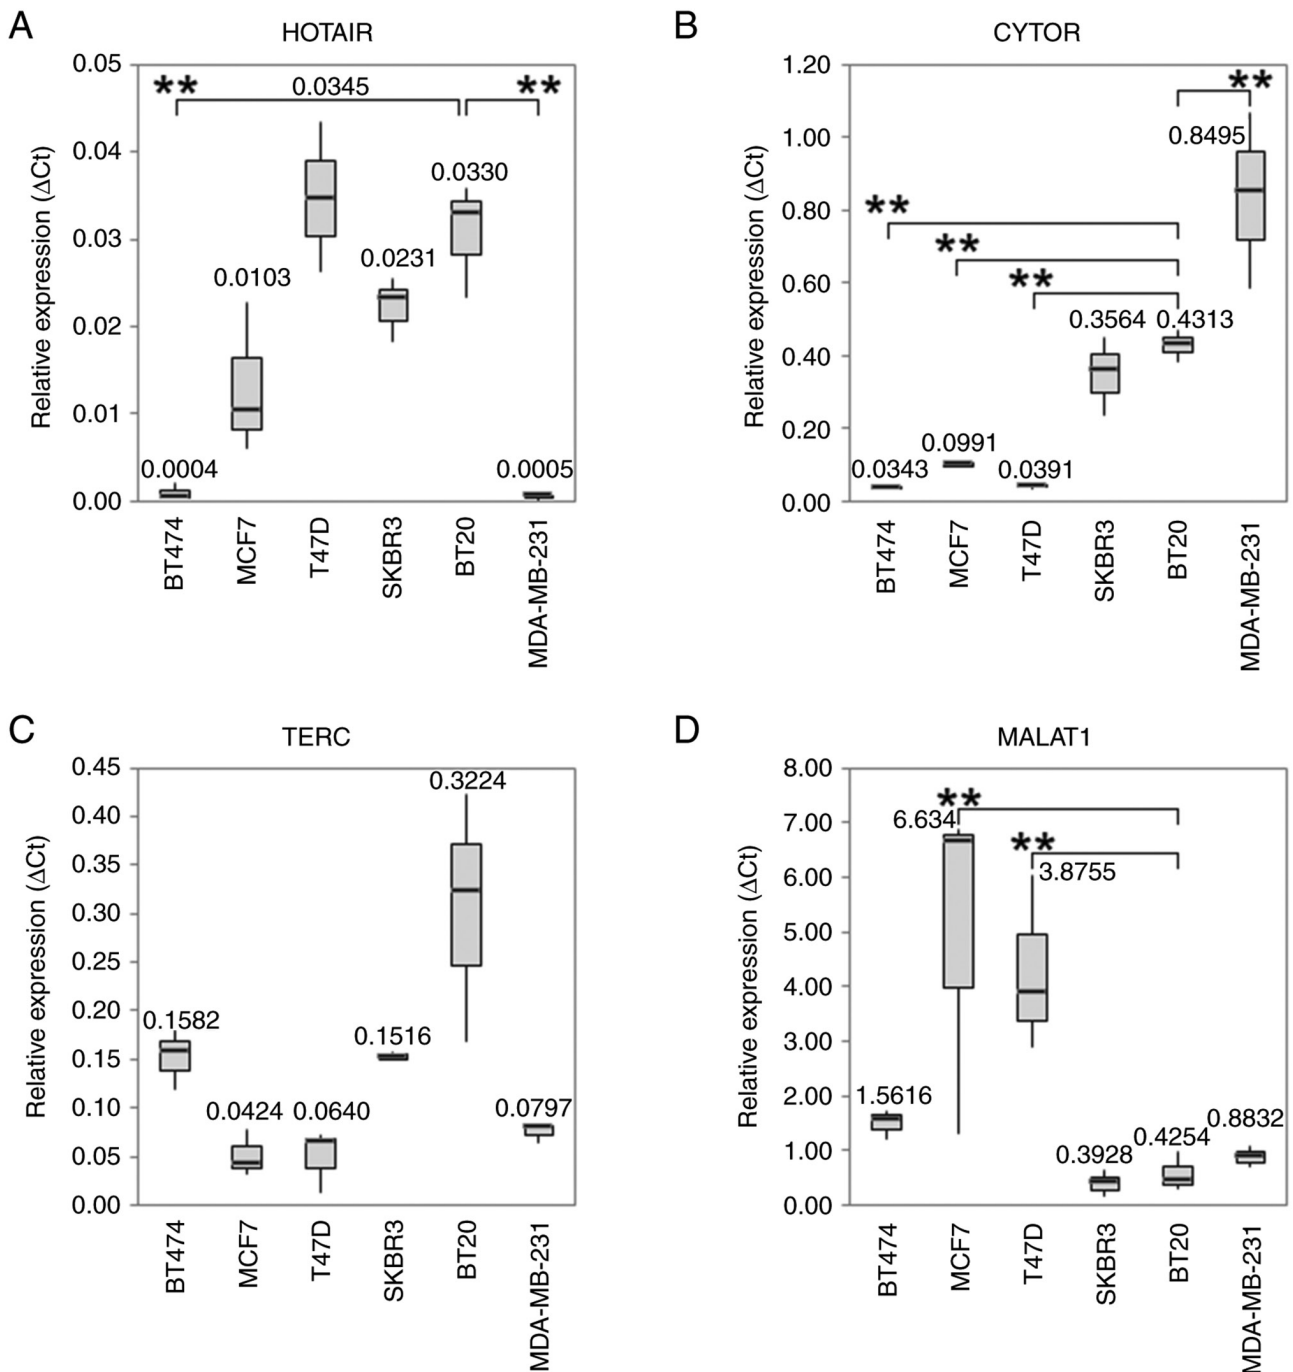 A
HOTAIR
Relative expression (ΔCt)
0.05
0.04
0.03
0.02
0.01
0.00
**
0.0345
**
0.0330
0.0231
0.0103
0.0004
0.0005
BT474
MCF7
T47D
SKBR3
BT20
MDA-MB-231
B
CYTOR
Relative expression (ΔCt)
1.20
1.00
0.80
0.60
0.40
0.20
0.00
**
0.8495
**
**
**
0.3564
0.4313
0.0991
0.0343
0.0391
BT474
MCF7
T47D
SKBR3
BT20
MDA-MB-231
C
TERC
Relative expression (ΔCt)
0.45
0.40
0.35
0.30
0.25
0.20
0.15
0.10
0.05
0.00
0.3224
0.1582
0.1516
0.0424
0.0640
0.0797
BT474
MCF7
T47D
SKBR3
BT20
MDA-MB-231
D
MALAT1
Relative expression (ΔCt)
8.00
7.00
6.00
5.00
4.00
3.00
2.00
1.00
0.00
**
6.634
**
3.8755
1.5616
0.3928
0.4254
0.8832
BT474
MCF7
T47D
SKBR3
BT20
MDA-MB-231